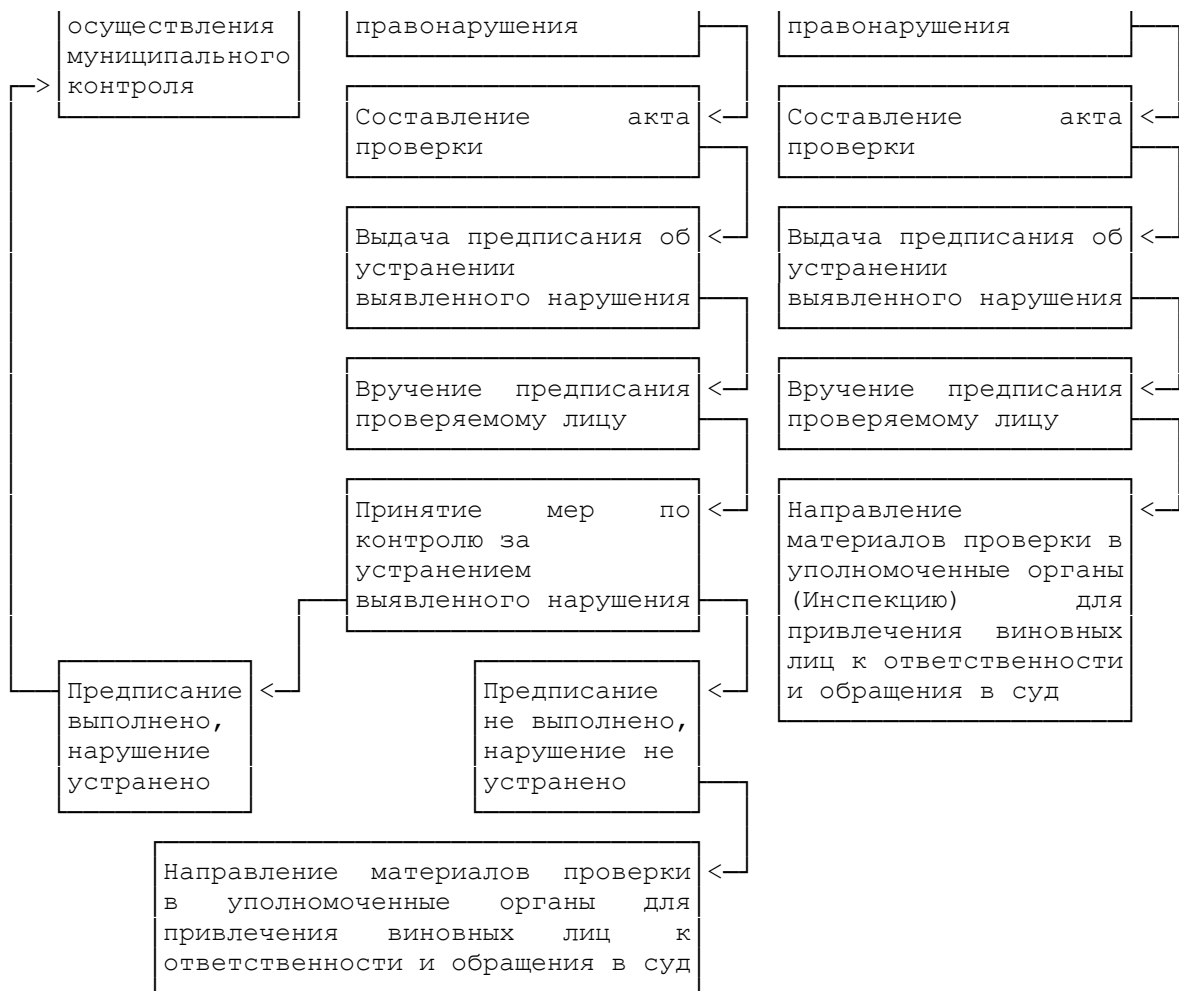 осуществления
муниципального
контроля
правонарушения
правонарушения
Составление акта
проверки
Составление акта
проверки
Выдача предписания об
устранении
выявленного нарушения
Выдача предписания об
устранении
выявленного нарушения
Вручение предписания
проверяемому лицу
Вручение предписания
проверяемому лицу
Принятие мер по
контролю за
устранением
выявленного нарушения
Направление
материалов проверки в
уполномоченные органы
(Инспекцию) для
привлечения виновных
лиц к ответственности
и обращения в суд
Предписание
выполнено,
нарушение
устранено
Предписание
не выполнено,
нарушение не
устранено
Направление материалов проверки
в уполномоченные органы для
привлечения виновных лиц к
ответственности и обращения в суд